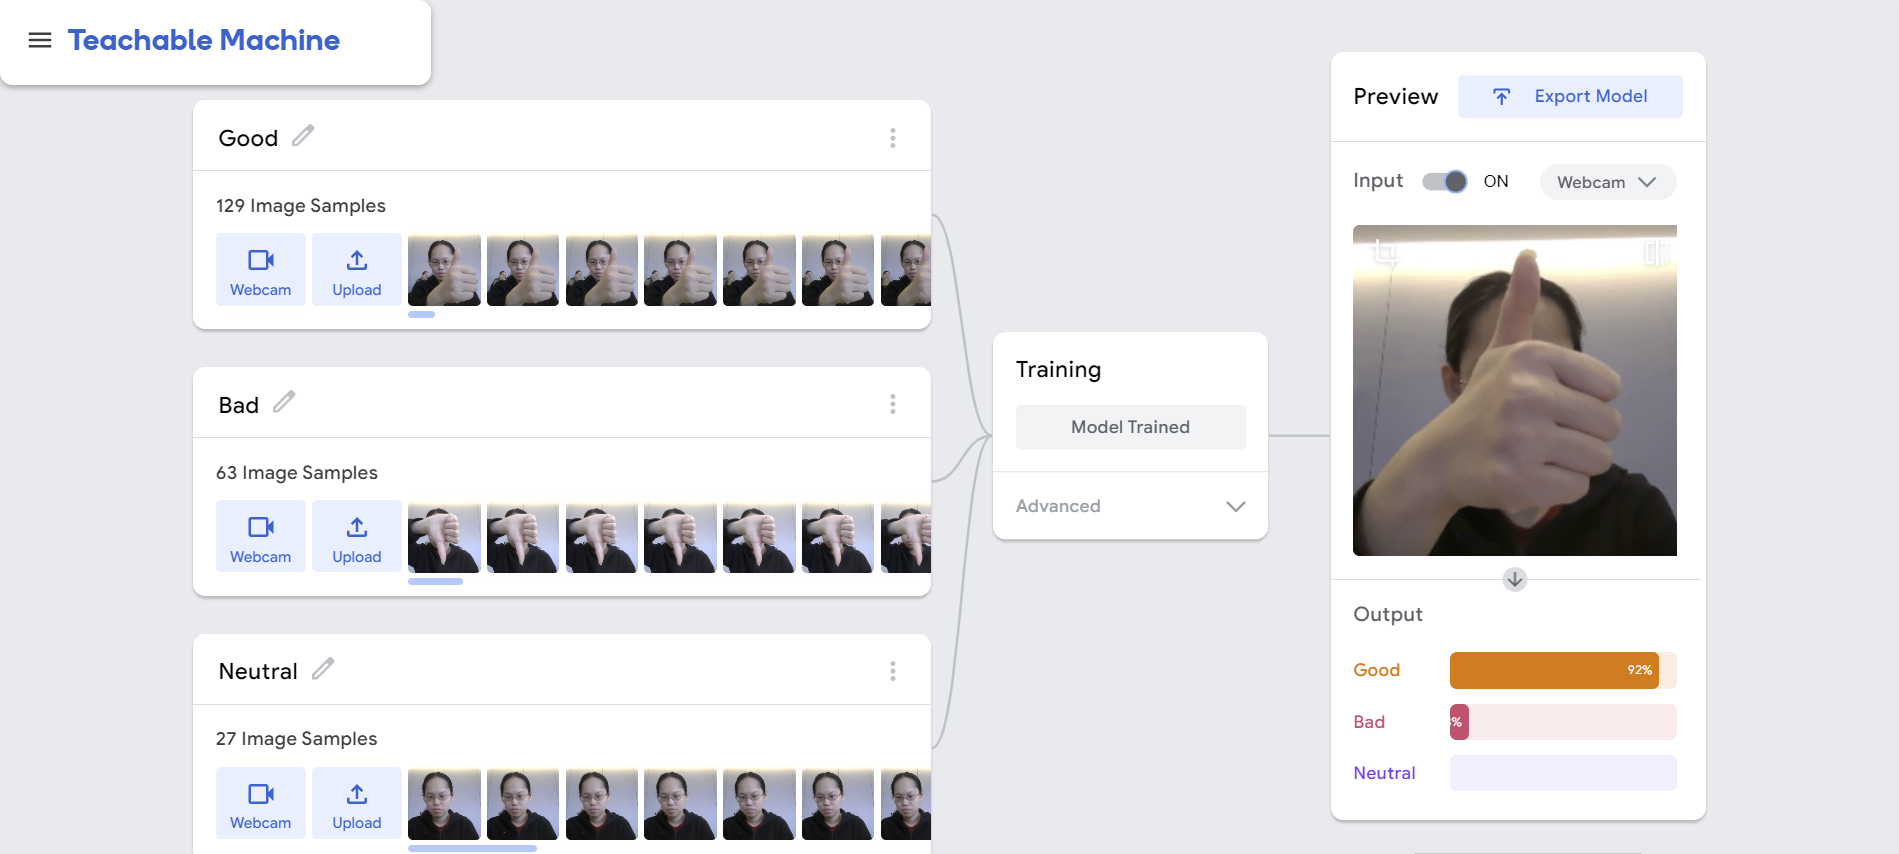 Teachable Machine
Good
129 Image Samples
Webcam
Upload
Bad
63 Image Samples
Webcam
Upload
Neutral
27 Image Samples
Webcam
Upload
Training
Model Trained
Advanced
Preview
Export Model
Input
ON
Webcam
Output
Good
92%
Bad
%
Neutral